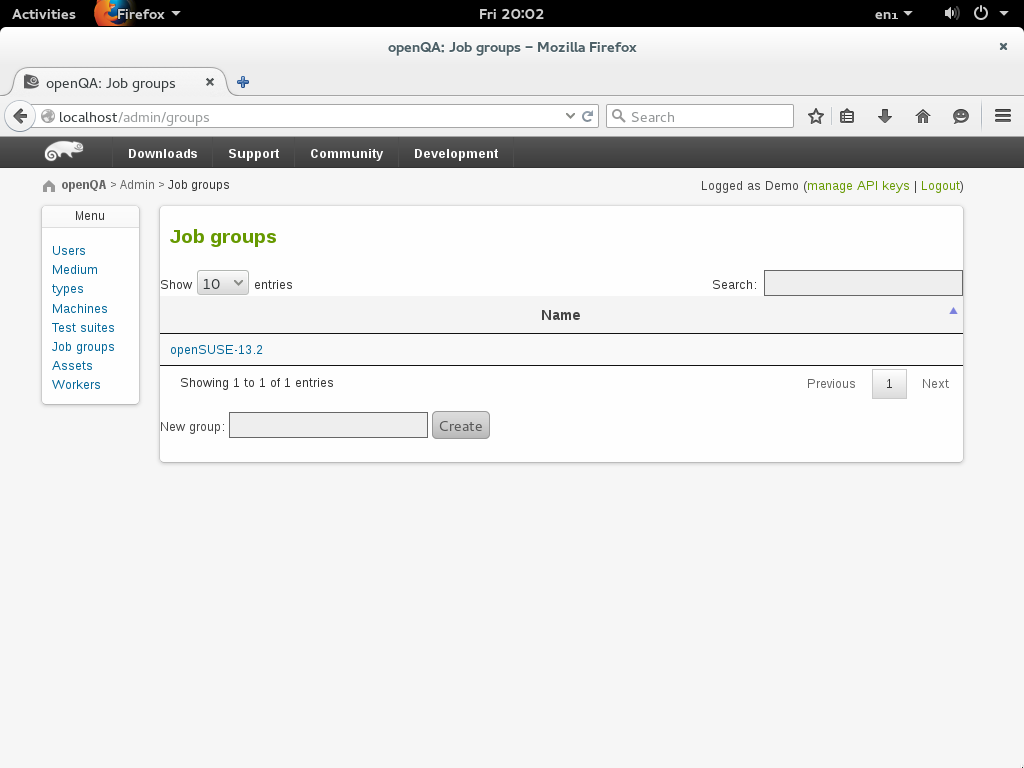 Activities Firefox Fri 20:02 en₁
openQA: Job groups – Mozilla Firefox
openQA: Job groups
localhost/admin/groups Search
Downloads Support Community Development
openQA > Admin > Job groups Logged as Demo (manage API keys | Logout)
Menu
Users
Medium
types
Machines
Test suites
Job groups
Assets
Workers
Job groups
Show 10 entries Search:
Name
openSUSE-13.2
Showing 1 to 1 of 1 entries Previous 1 Next
New group: Create